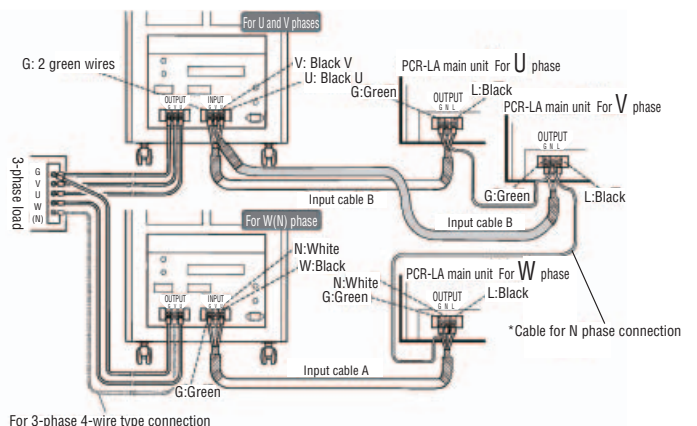 For U and V phases
G: 2 green wires
V: Black V
U: Black U
OUTPUT
G V U
INPUT
G V U
PCR-LA main unit For U phase
G:Green
L:Black
OUTPUT
G N L
PCR-LA main unit For V phase
OUTPUT
G N L
G:Green
L:Black
3-phase load
G
V
U
W
(N)
Input cable B
Input cable B
For W(N) phase
N:White
W:Black
OUTPUT
G V U
INPUT
G V U
G:Green
Input cable A
PCR-LA main unit For W phase
N:White
G:Green
L:Black
OUTPUT
G N L
*Cable for N phase connection
For 3-phase 4-wire type connection